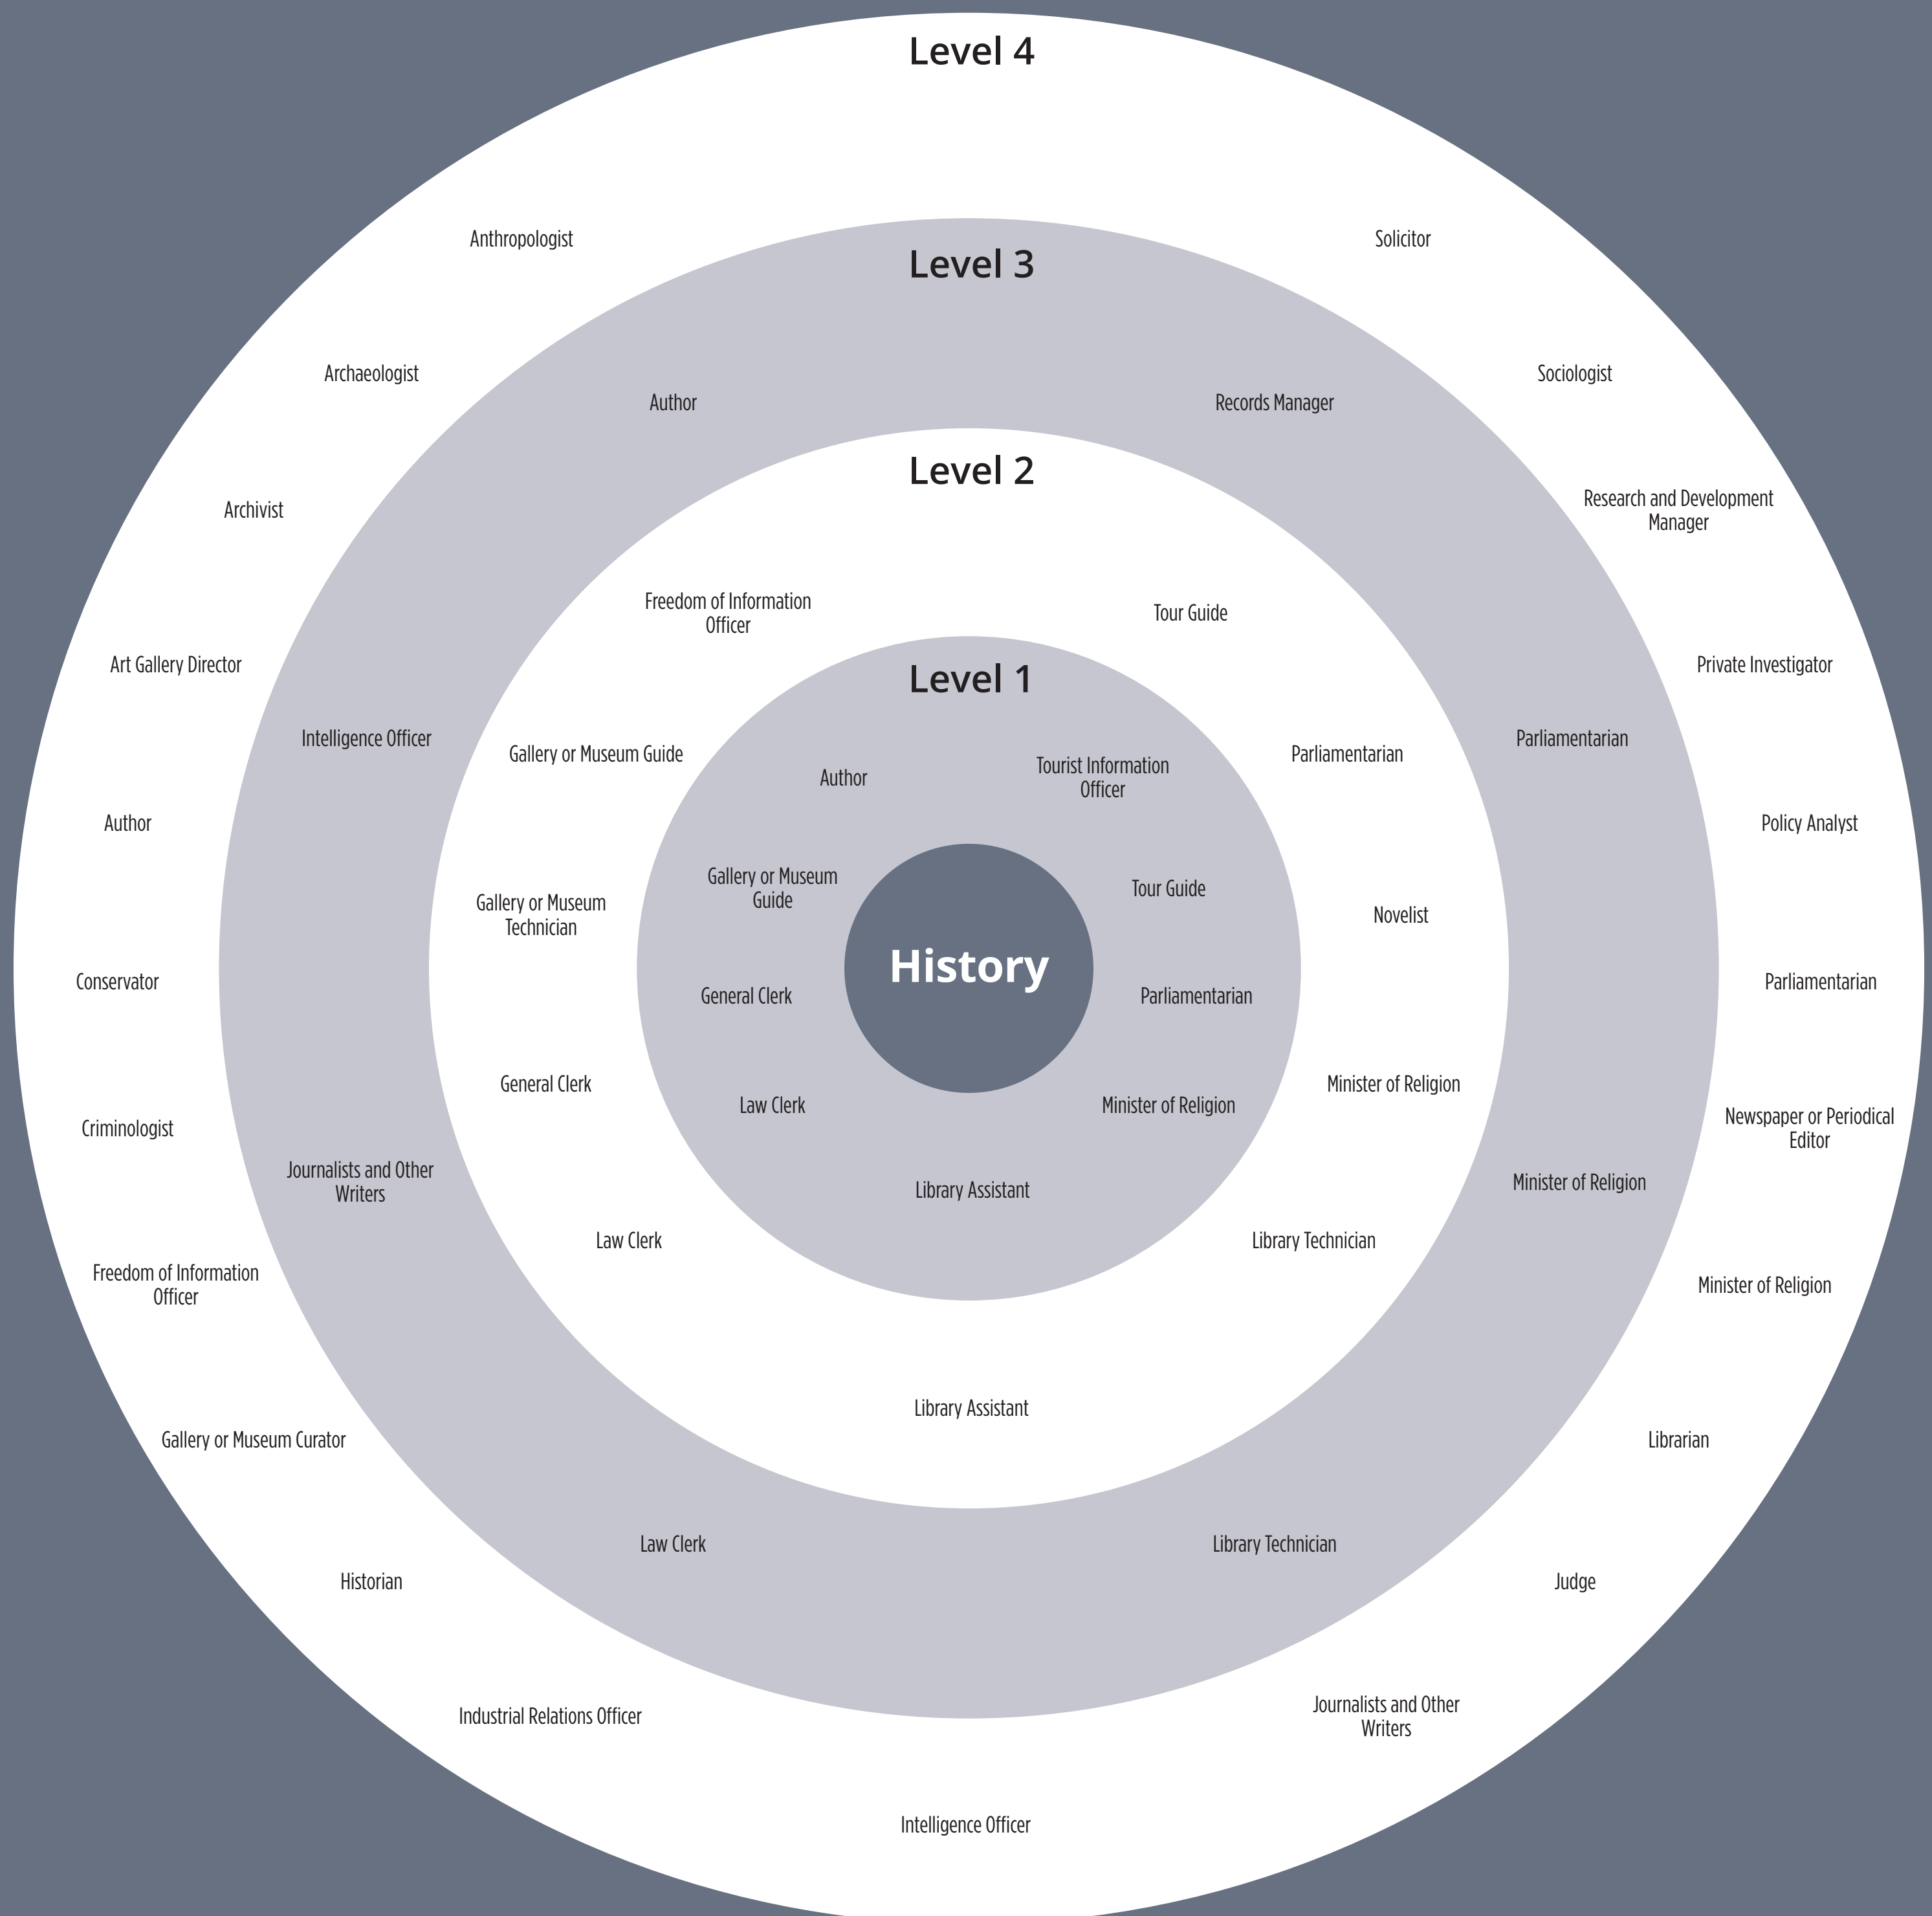 Level 4
Anthropologist
Solicitor
Archaeologist
Sociologist
Archivist
Research and Development
Manager
Art Gallery Director
Private Investigator
Author
Policy Analyst
Conservator
Parliamentarian
Criminologist
Newspaper or Periodical
Editor
Freedom of Information
Officer
Minister of Religion
Gallery or Museum Curator
Librarian
Historian
Judge
Industrial Relations Officer
Journalists and Other
Writers
Intelligence Officer
Level 3
Author
Records Manager
Intelligence Officer
Parliamentarian
Journalists and Other
Writers
Minister of Religion
Law Clerk
Library Technician
Level 2
Freedom of Information
Officer
Tour Guide
Gallery or Museum Guide
Parliamentarian
Gallery or Museum
Technician
Novelist
General Clerk
Minister of Religion
Law Clerk
Library Technician
Library Assistant
Level 1
Author
Tourist Information
Officer
Gallery or Museum
Guide
Tour Guide
General Clerk
Parliamentarian
Law Clerk
Minister of Religion
Library Assistant
History